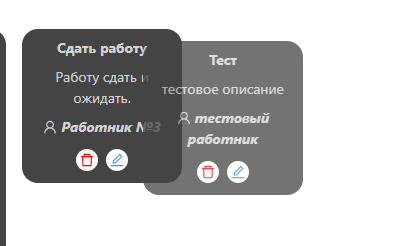 Сдать работу
Работу сдать и
ожидать.
Работник №3
Тест
тестовое описание
тестовый
работник